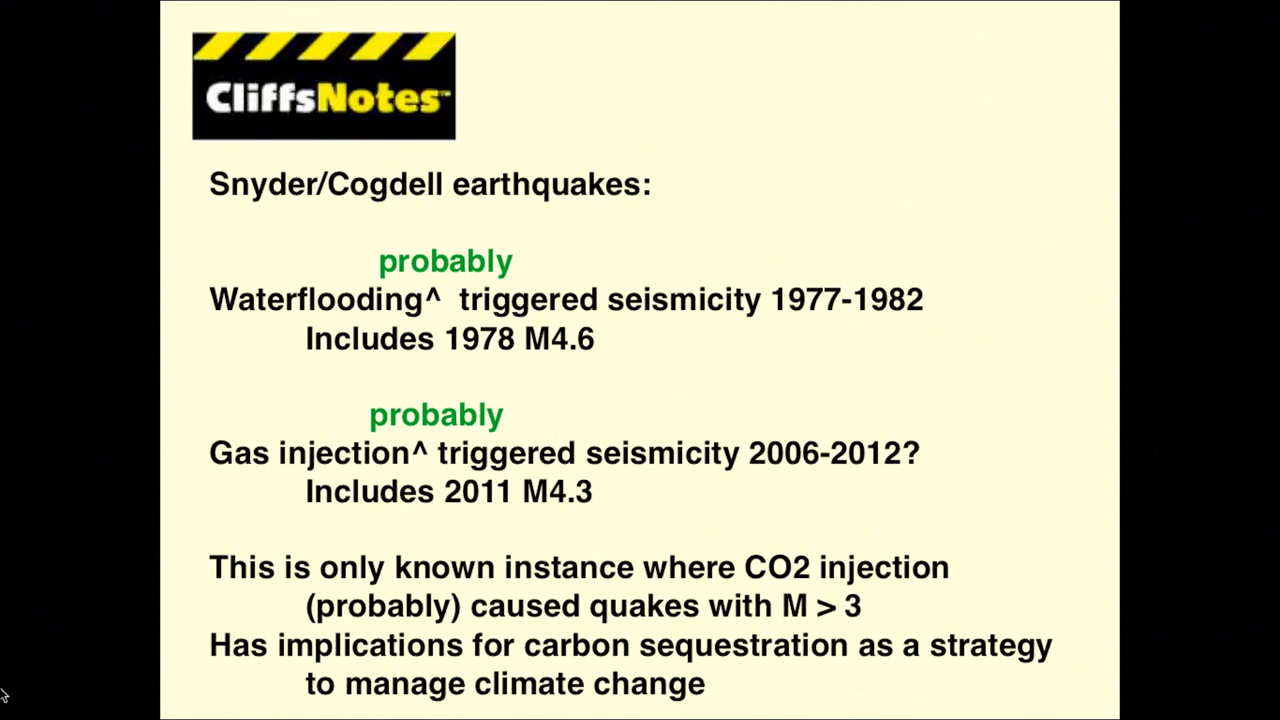 CliffsNotes™
Snyder/Cogdell earthquakes:
probably
Waterflooding^ triggered seismicity 1977-1982
Includes 1978 M4.6
probably
Gas injection^ triggered seismicity 2006-2012?
Includes 2011 M4.3
This is only known instance where CO2 injection
(probably) caused quakes with M > 3
Has implications for carbon sequestration as a strategy
to manage climate change